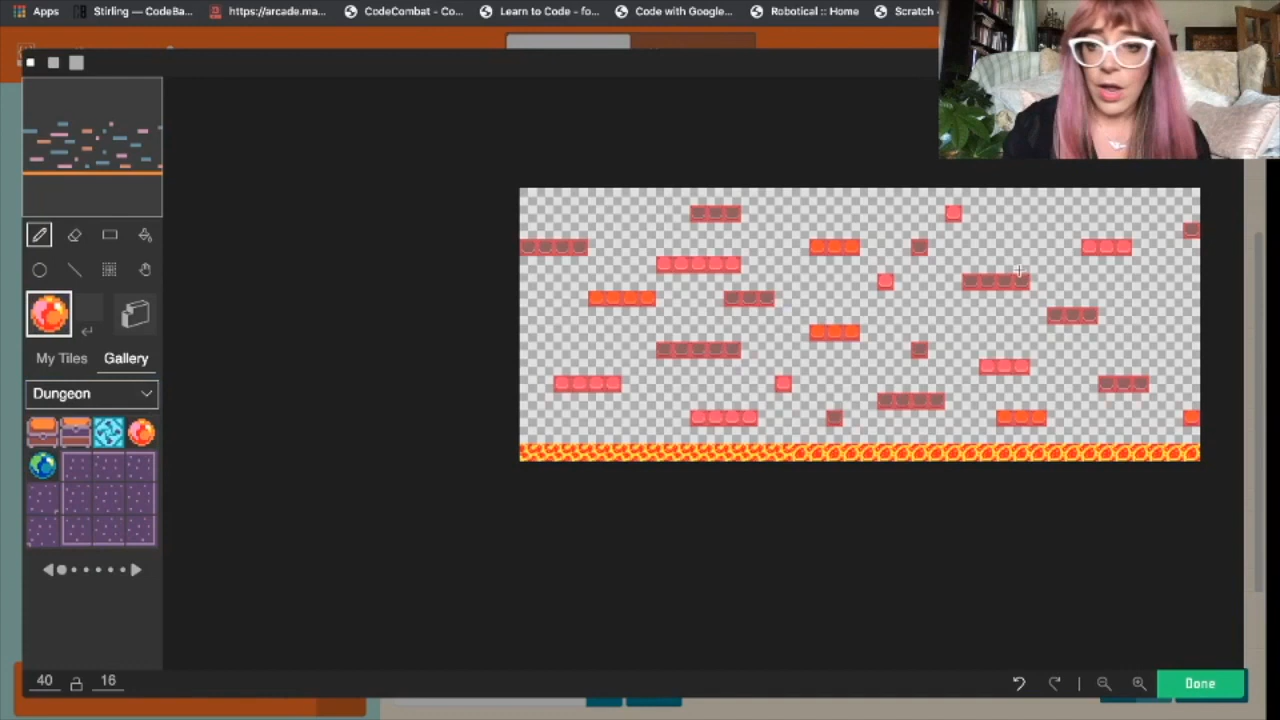 Apps Stirling — CodeBa... https://arcade.ma... CodeCombat - Co... Learn to Code - fo... Code with Google... Robotical :: Home Scratch -
My Tiles Gallery
Dungeon
40 16 Done